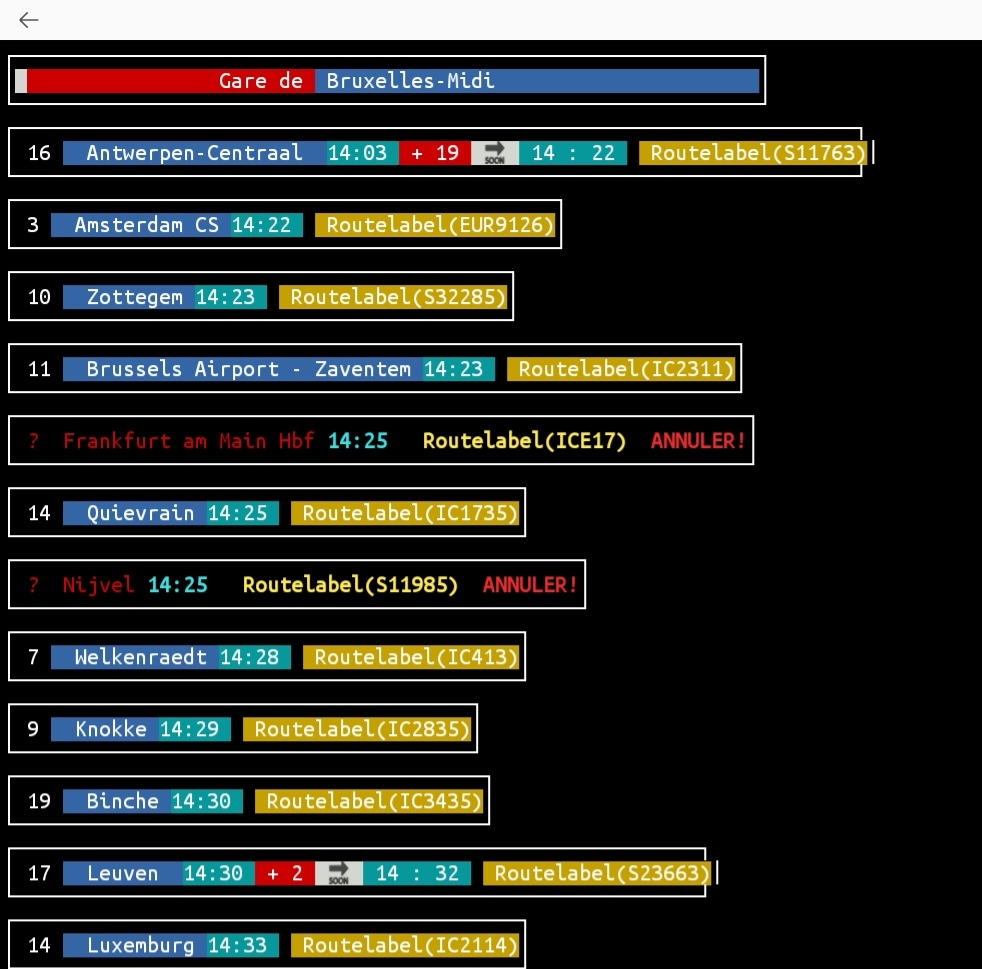 Gare de Bruxelles-Midi
16 Antwerpen-Centraal 14:03 + 19 SOON 14 : 22 Routelabel(S11763)
3 Amsterdam CS 14:22 Routelabel(EUR9126)
10 Zottegem 14:23 Routelabel(S32285)
11 Brussels Airport - Zaventem 14:23 Routelabel(IC2311)
? Frankfurt am Main Hbf 14:25 Routelabel(ICE17) ANNULER!
14 Quievrain 14:25 Routelabel(IC1735)
? Nijvel 14:25 Routelabel(S11985) ANNULER!
7 Welkenraedt 14:28 Routelabel(IC413)
9 Knokke 14:29 Routelabel(IC2835)
19 Binche 14:30 Routelabel(IC3435)
17 Leuven 14:30 + 2 SOON 14 : 32 Routelabel(S23663)
14 Luxemburg 14:33 Routelabel(IC2114)